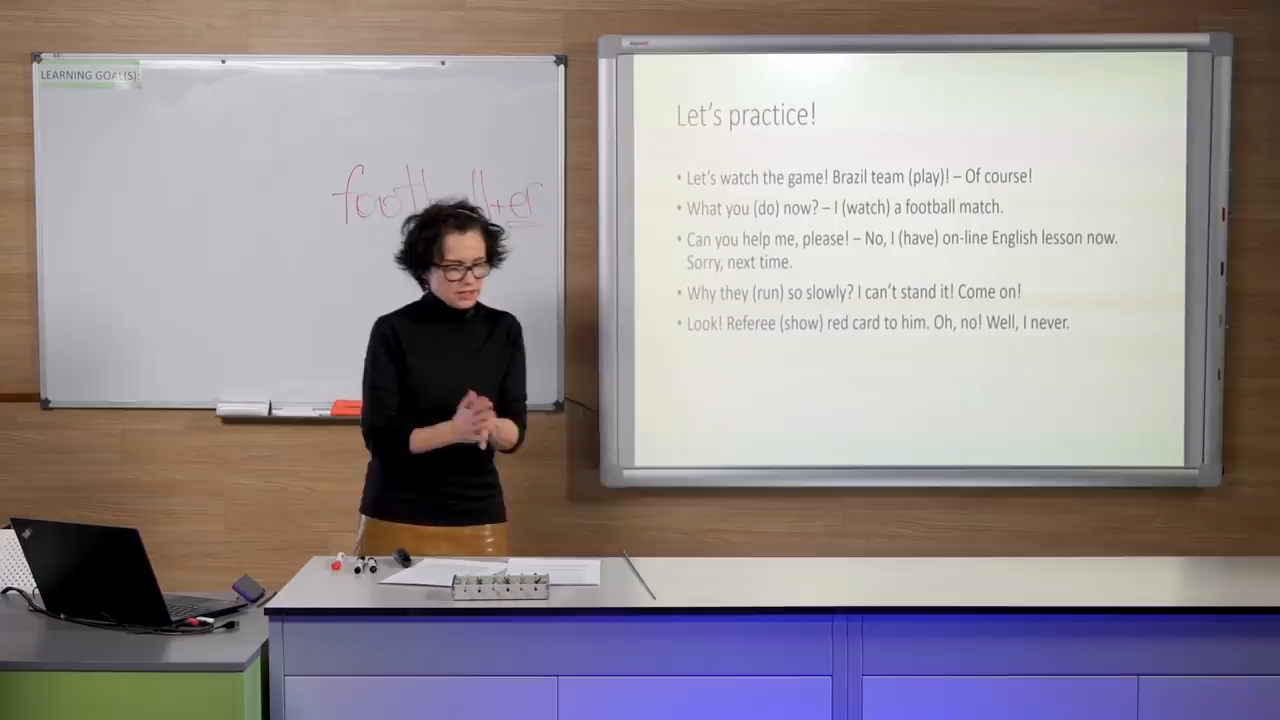 LEARNING GOAL(S):
Let's practice!
• Let's watch the game! Brazil team (play)! – Of course!
• What you (do) now? – I (watch) a football match.
• Can you help me, please! – No, I (have) on-line English lesson now.
Sorry, next time.
• Why they (run) so slowly? I can't stand it! Come on!
• Look! Referee (show) red card to him. Oh, no! Well, I never.